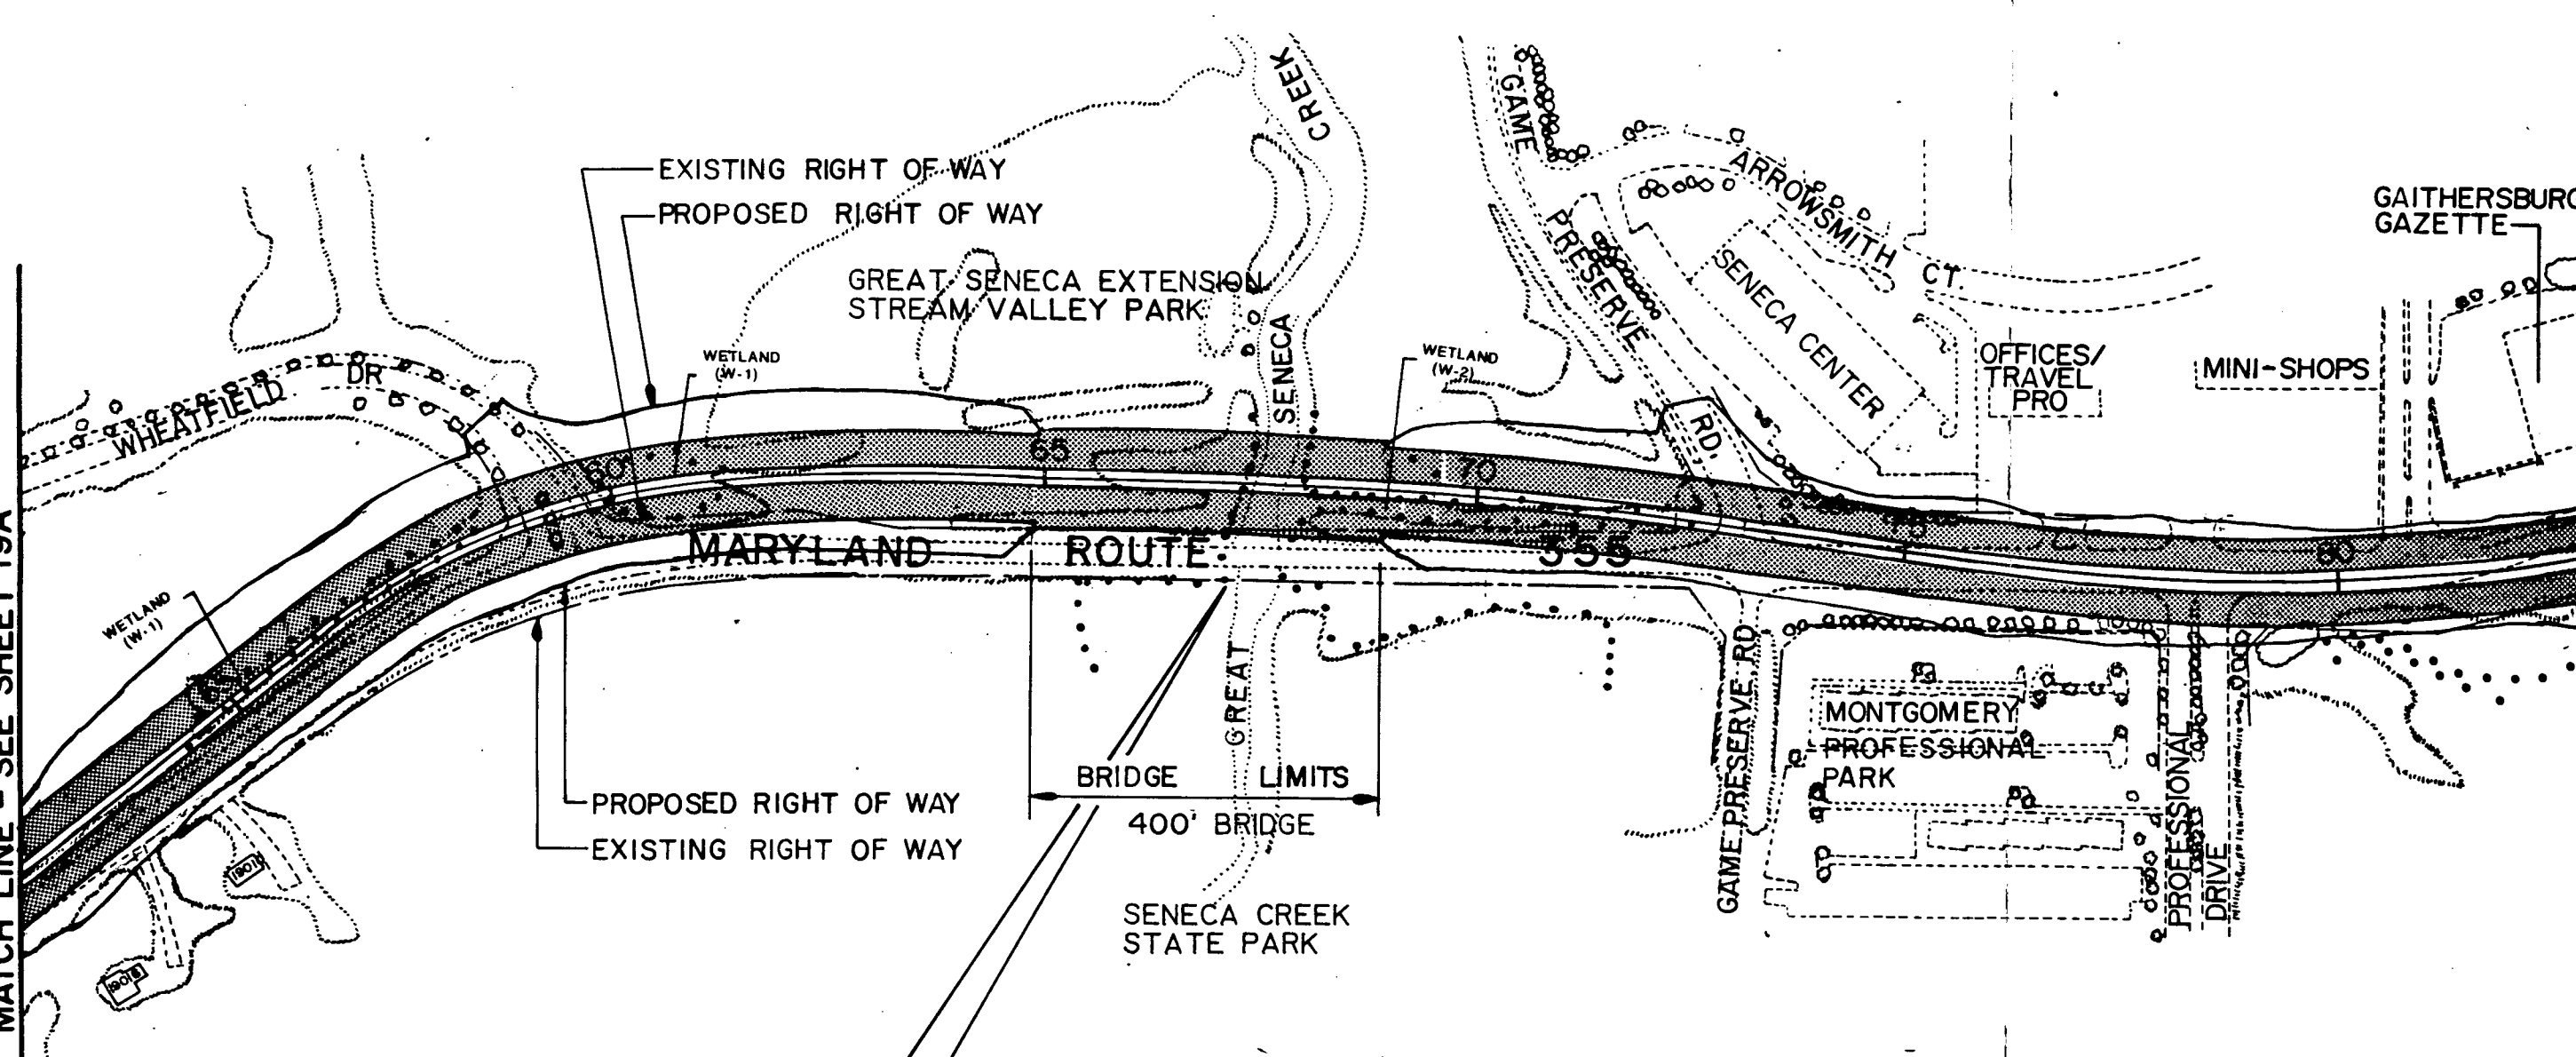 CREEK
GAME
ARROWSMITH
CT.
EXISTING RIGHT OF WAY
PROPOSED RIGHT OF WAY
GAITHERSBURG
GAZETTE
PRESERVE
SENECA CENTER
GREAT SENECA EXTENSION
STREAM VALLEY PARK
SENECA
WETLAND
(W-1)
WETLAND
(W-2)
OFFICES/
TRAVEL
PRO
MINI-SHOPS
WHEATFIELD DR
RD.
60
65
70
80
MARYLAND ROUTE 355
WETLAND
(W-1)
MATCH LINE - SEE SHEET 19A
GREAT
GAME PRESERVE RD
MONTGOMERY
PROFESSIONAL
PARK
PROFESSIONAL
DRIVE
BRIDGE LIMITS
400' BRIDGE
PROPOSED RIGHT OF WAY
EXISTING RIGHT OF WAY
SENECA CREEK
STATE PARK